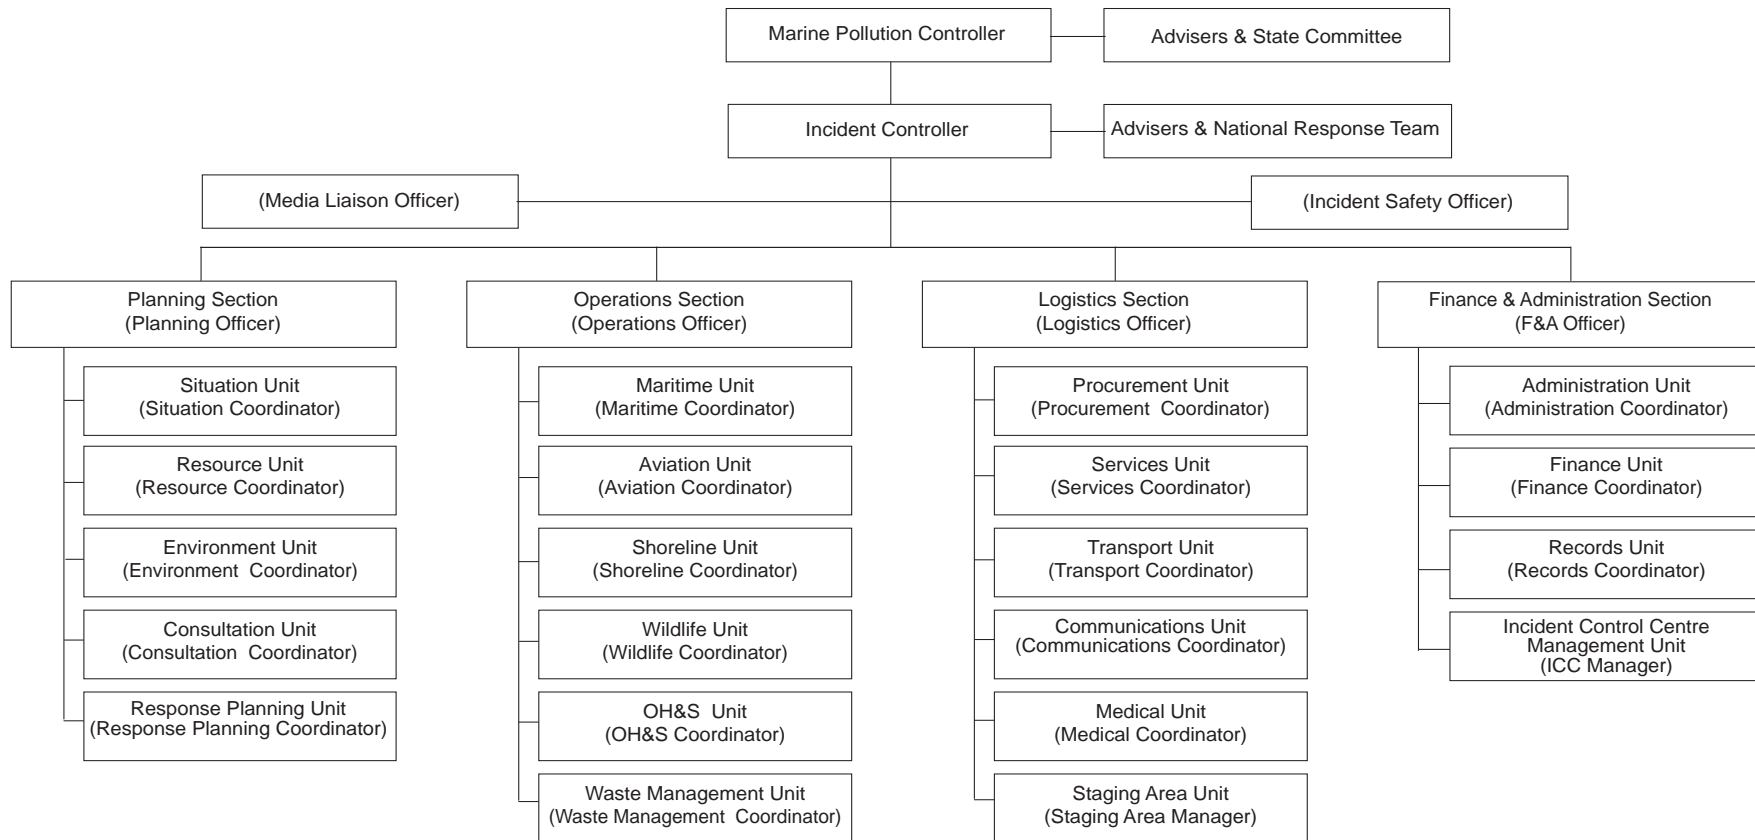 Marine Pollution Controller
Advisers & State Committee
Incident Controller
Advisers & National Response Team
(Media Liaison Officer)
(Incident Safety Officer)
Planning Section
(Planning Officer)
Situation Unit
(Situation Coordinator)
Resource Unit
(Resource Coordinator)
Environment Unit
(Environment Coordinator)
Consultation Unit
(Consultation Coordinator)
Response Planning Unit
(Response Planning Coordinator)
Operations Section
(Operations Officer)
Maritime Unit
(Maritime Coordinator)
Aviation Unit
(Aviation Coordinator)
Shoreline Unit
(Shoreline Coordinator)
Wildlife Unit
(Wildlife Coordinator)
OH&S Unit
(OH&S Coordinator)
Waste Management Unit
(Waste Management Coordinator)
Logistics Section
(Logistics Officer)
Procurement Unit
(Procurement Coordinator)
Services Unit
(Services Coordinator)
Transport Unit
(Transport Coordinator)
Communications Unit
(Communications Coordinator)
Medical Unit
(Medical Coordinator)
Staging Area Unit
(Staging Area Manager)
Finance & Administration Section
(F&A Officer)
Administration Unit
(Administration Coordinator)
Finance Unit
(Finance Coordinator)
Records Unit
(Records Coordinator)
Incident Control Centre
Management Unit
(ICC Manager)